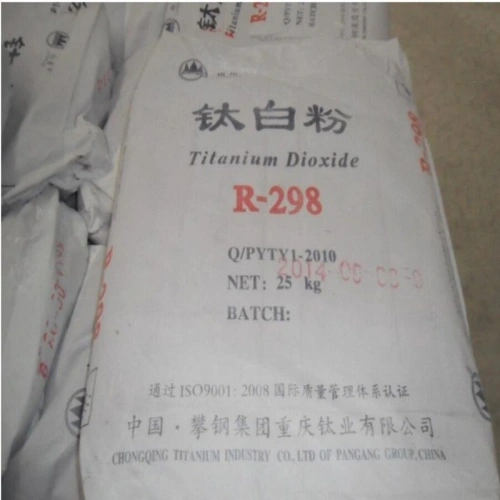 钛白粉
Titanium Dioxide
R-298
Q/PYTY1-2010
NET: 25 kg
BATCH:
通过ISO9001:2008国际质量管理体系认证
中国·攀钢集团重庆钛业有限公司
CHONGQING TITANIUM INDUSTRY CO.,LTD OF PANGANG GROUP,CHINA
R-298